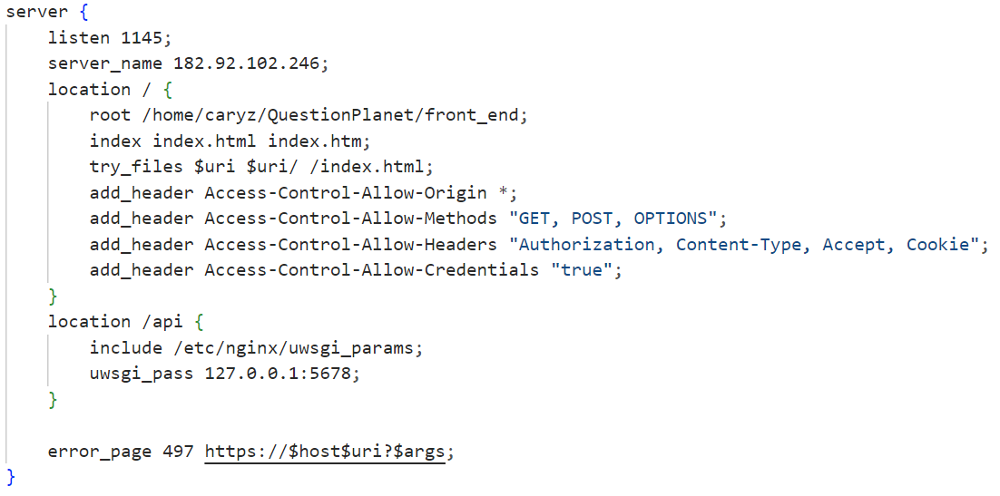 server {
    listen 1145;
    server_name 182.92.102.246;
    location / {
        root /home/caryz/QuestionPlanet/front_end;
        index index.html index.htm;
        try_files $uri $uri/ /index.html;
        add_header Access-Control-Allow-Origin *;
        add_header Access-Control-Allow-Methods "GET, POST, OPTIONS";
        add_header Access-Control-Allow-Headers "Authorization, Content-Type, Accept, Cookie";
        add_header Access-Control-Allow-Credentials "true";
    }
    location /api {
        include /etc/nginx/uwsgi_params;
        uwsgi_pass 127.0.0.1:5678;
    }

    error_page 497 https://$host$uri?$args;
}